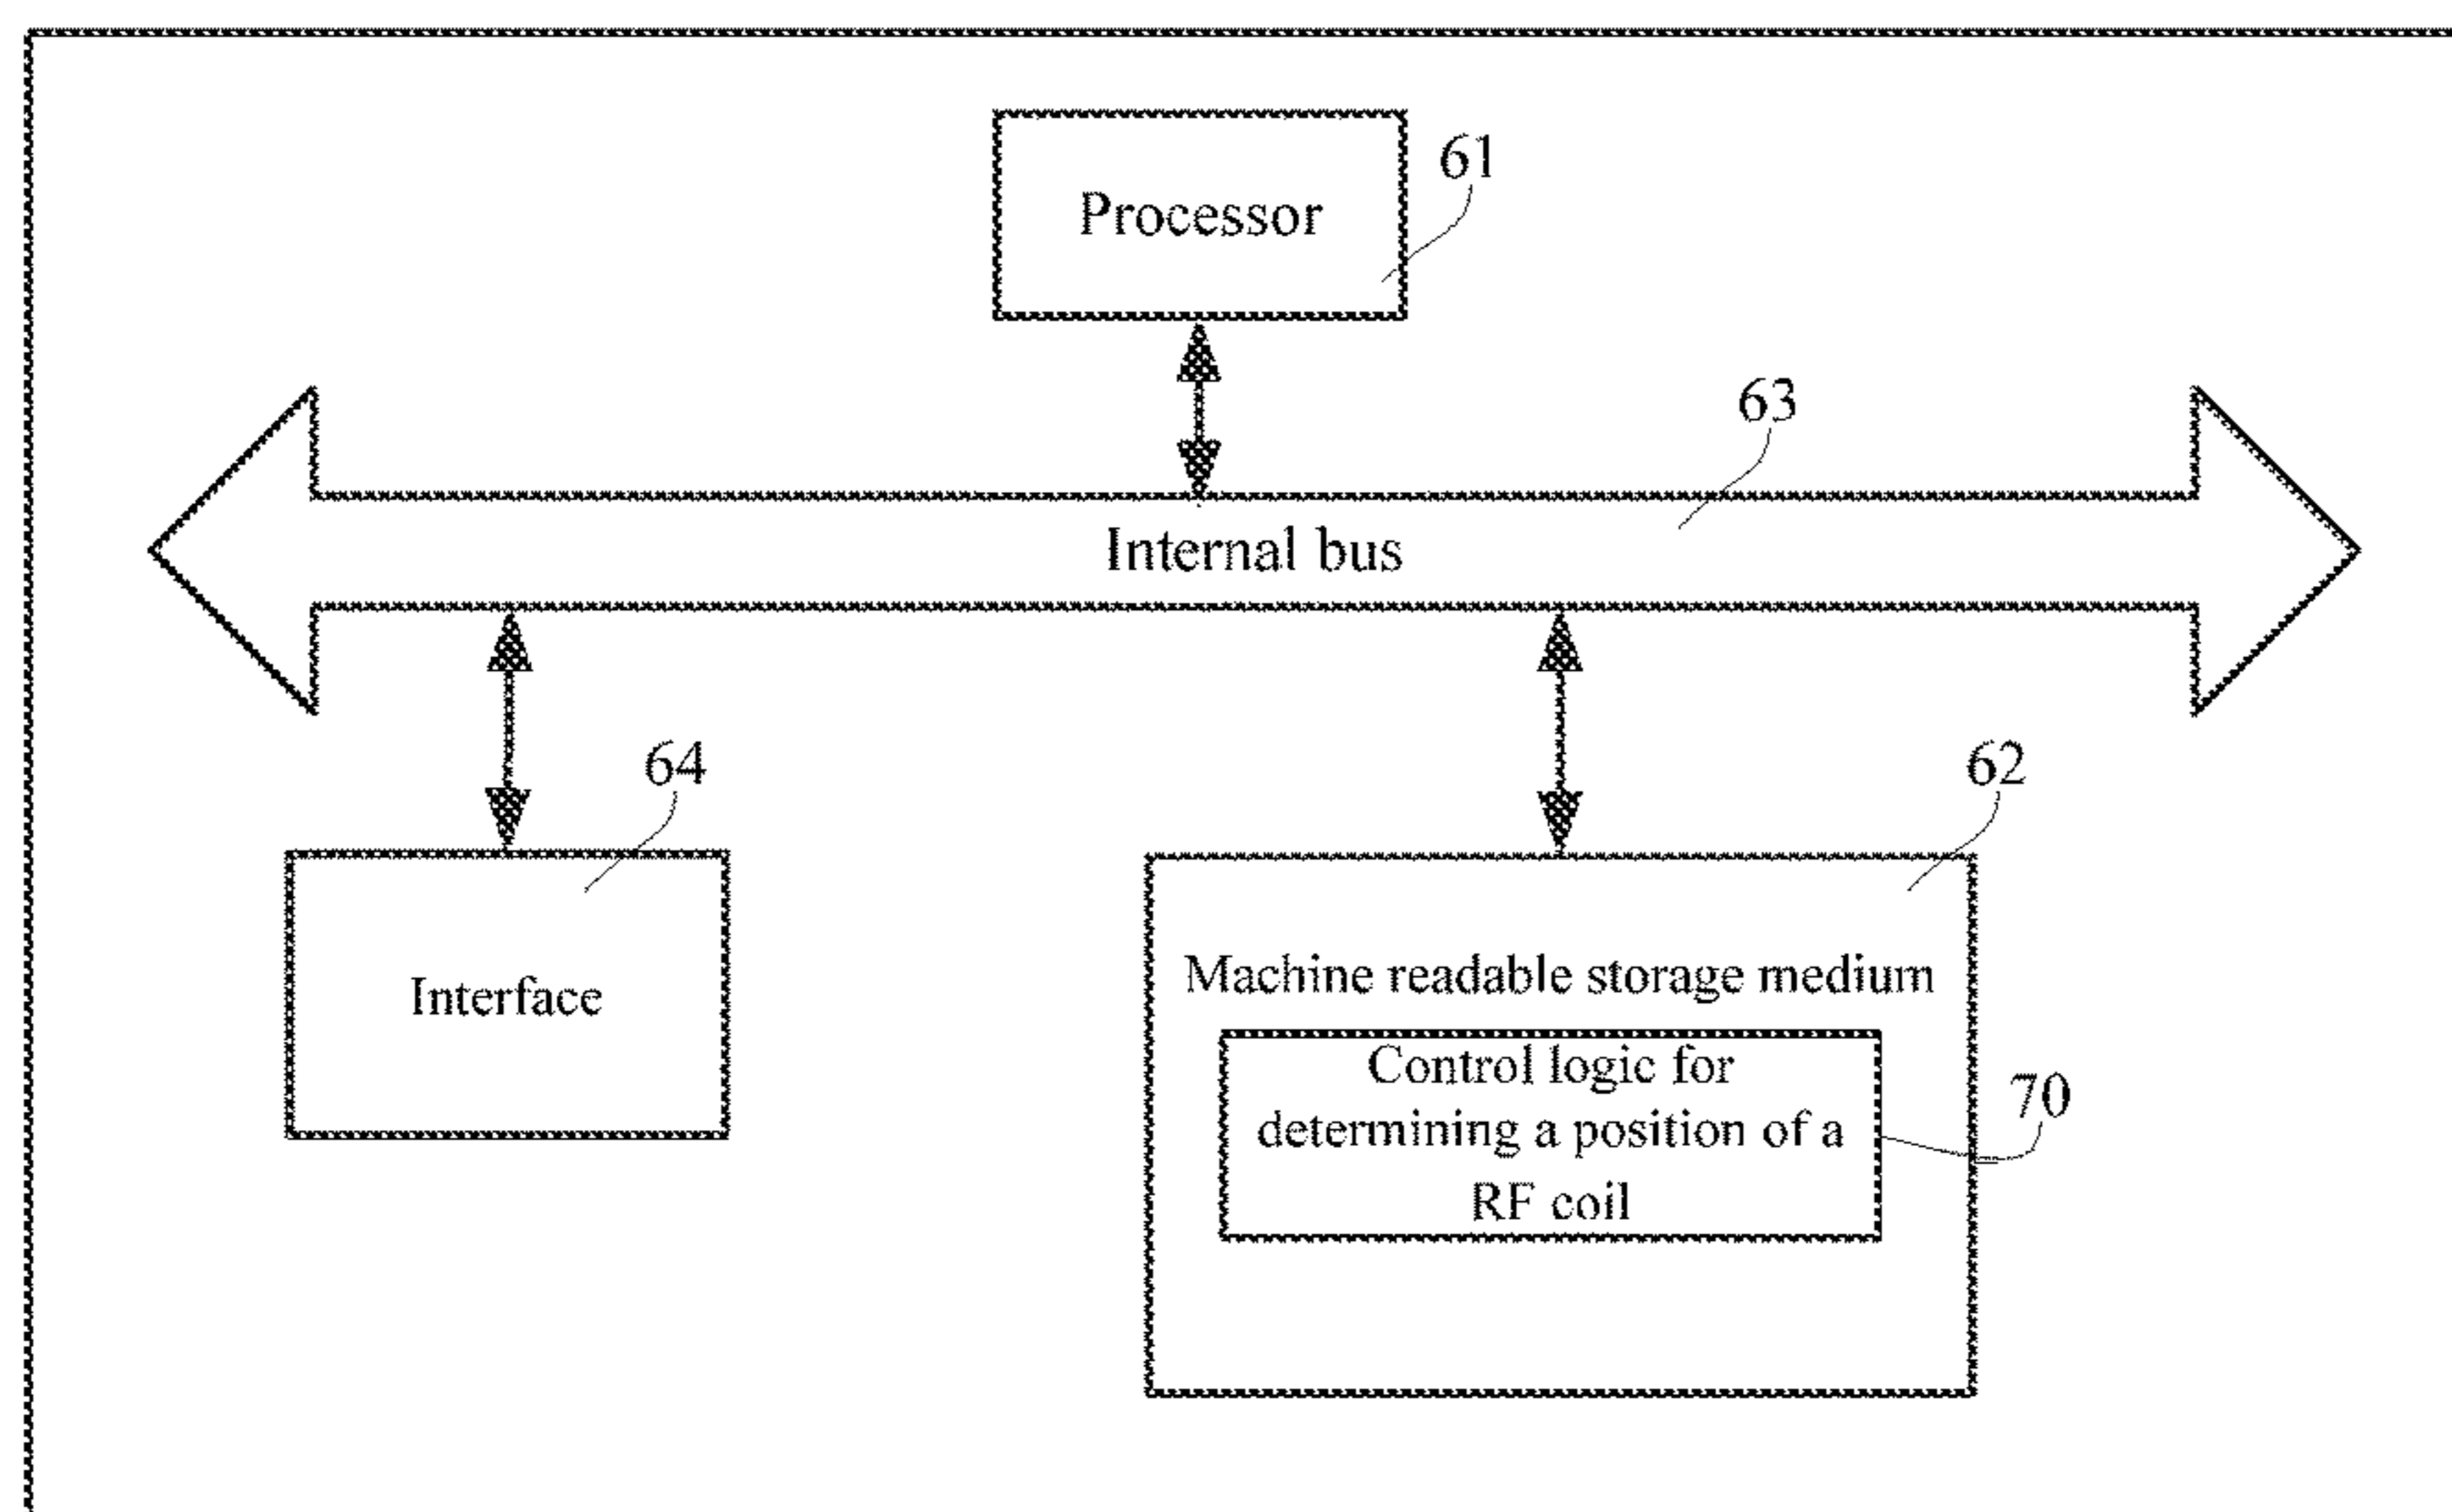 61
Processor
63
Internal bus
64
62
Interface
Machine readable storage medium
Control logic for
determining a position of a
RF coil
70